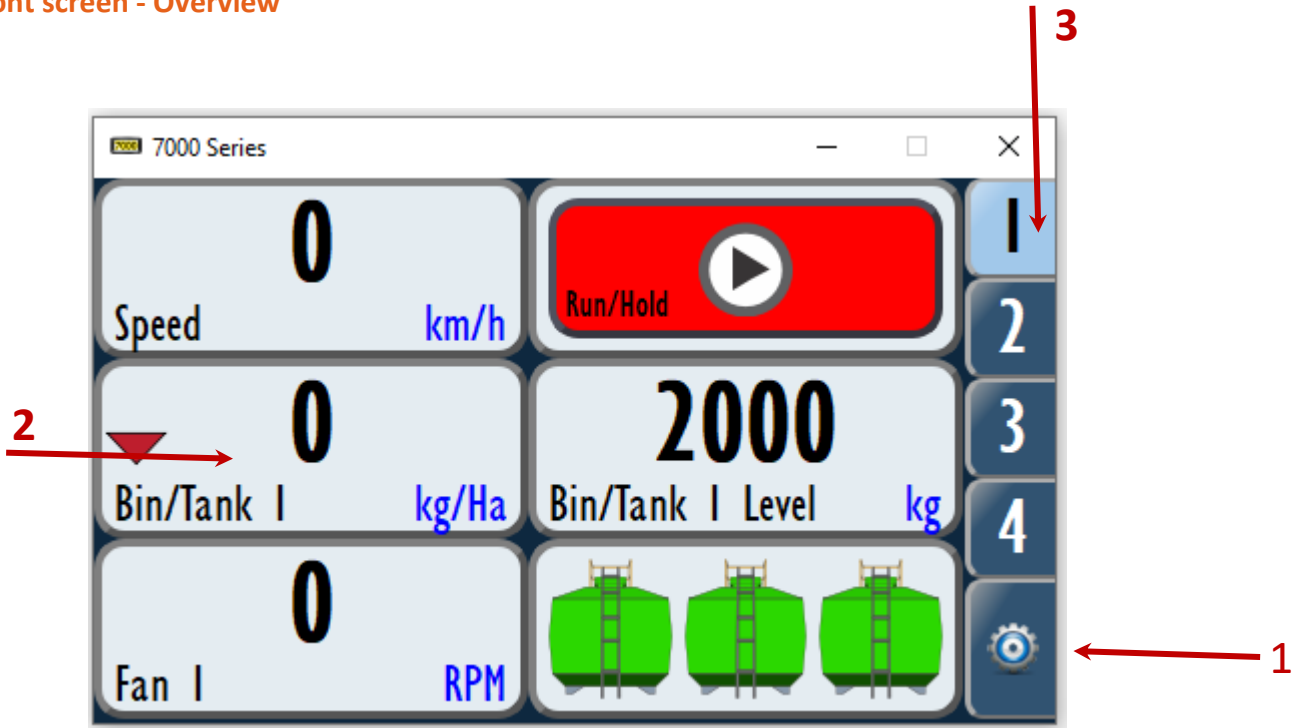 ont screen - Overview
3
7000 Series
0
Speed km/h
Run/Hold
1
2
3
4
2
0
Bin/Tank 1 kg/Ha
2000
Bin/Tank 1 Level kg
0
Fan 1 RPM
1